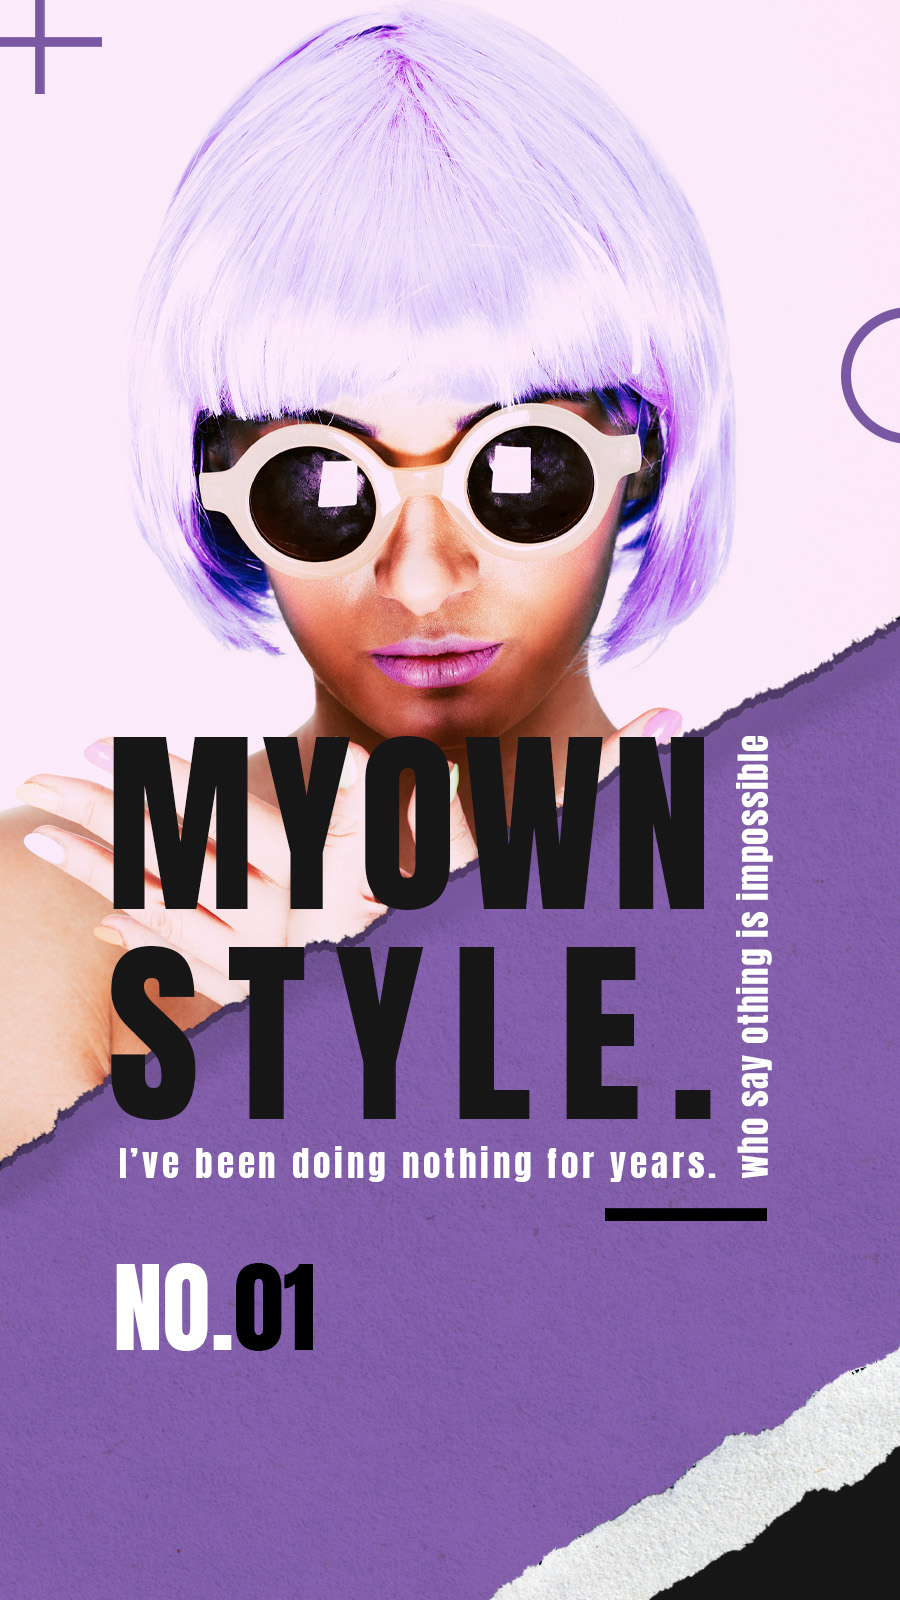 MYOWN
STYLE.
who say othing is impossible
I’ve been doing nothing for years.
NO.01